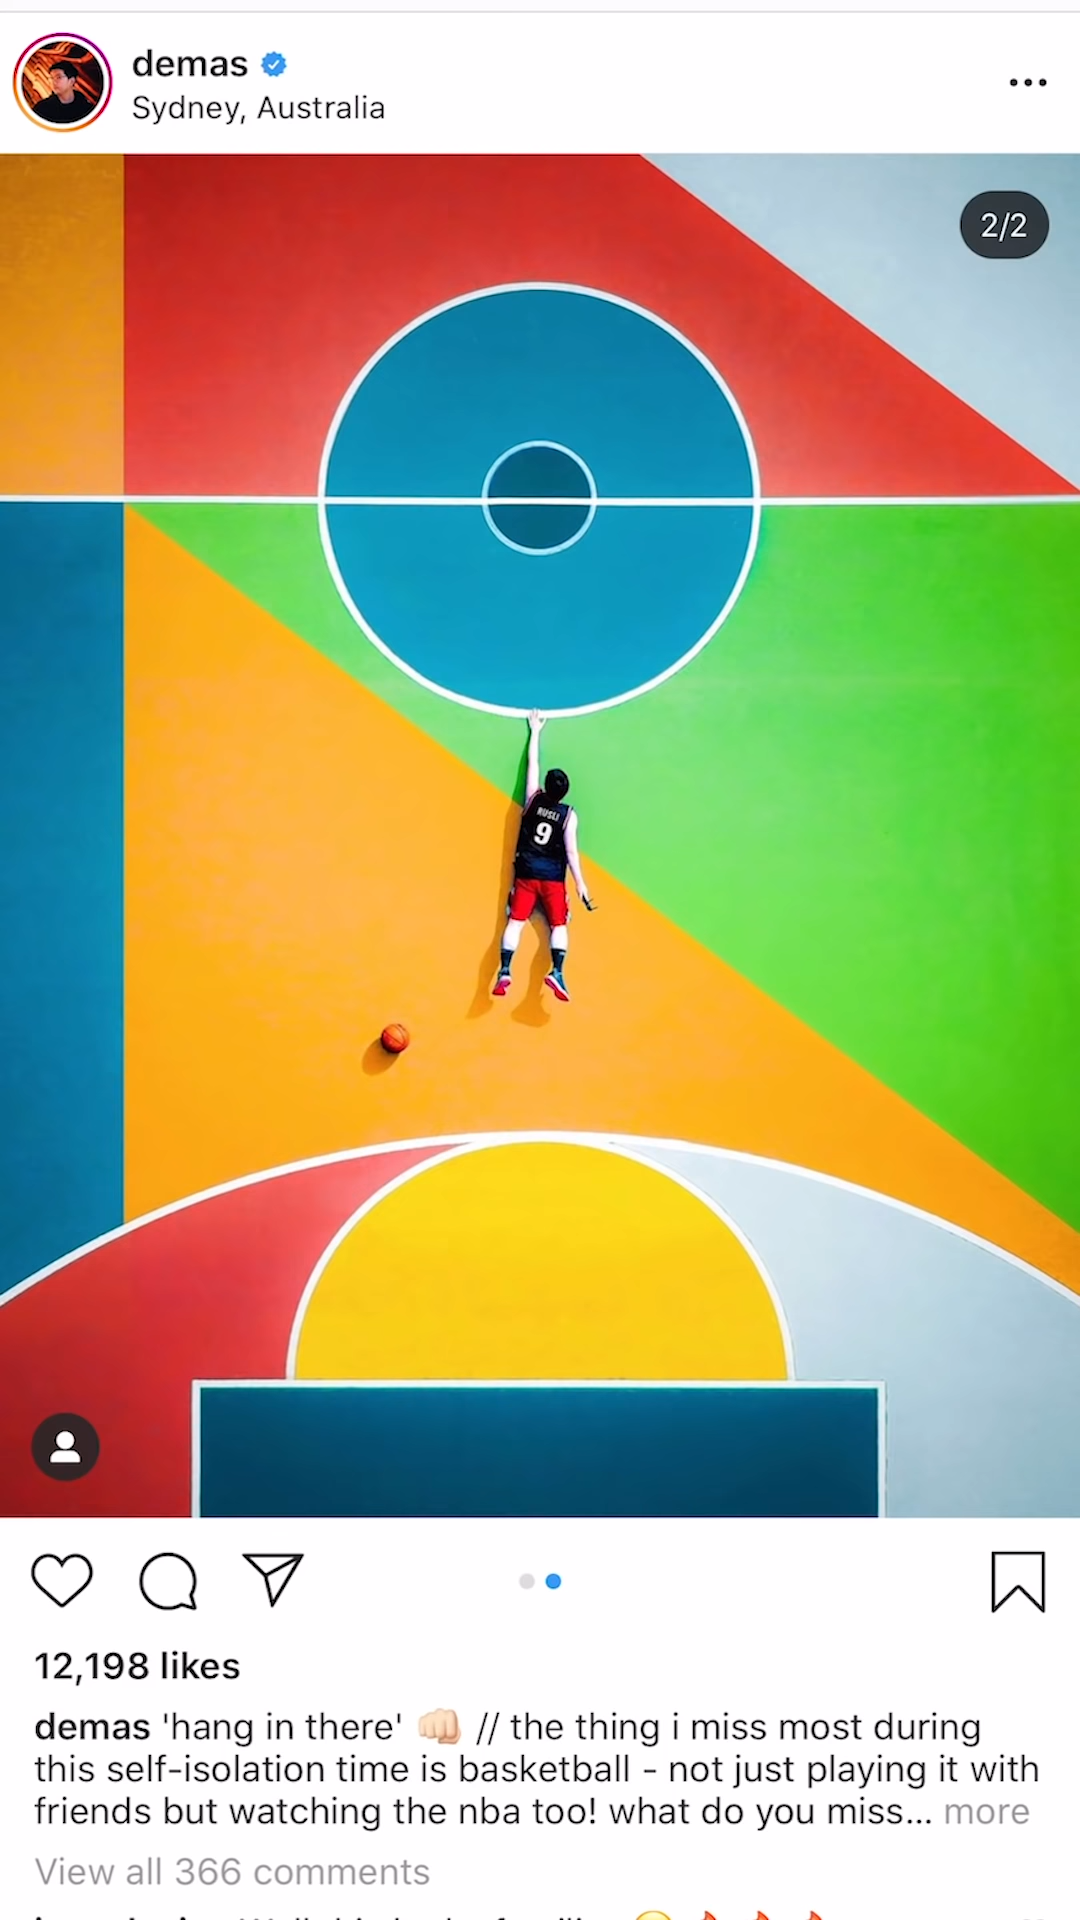 demas
Sydney, Australia
2/2
RUSLI
9
12,198 likes
demas 'hang in there' 👊🏻 // the thing i miss most during
this self-isolation time is basketball - not just playing it with
friends but watching the nba too! what do you miss... more
View all 366 comments